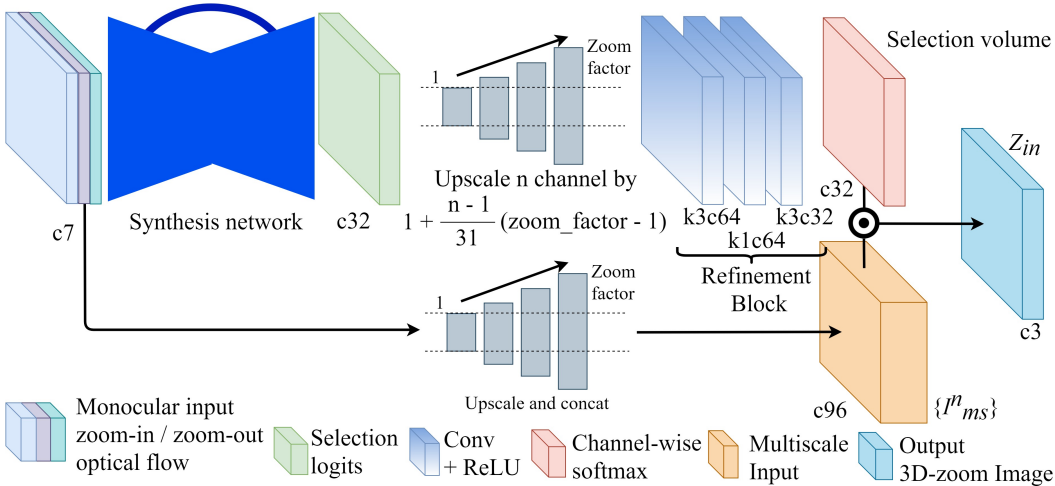 Selection volume
1
Zoom
factor
Z_in
Upscale n channel by
1 + (n - 1)/31 (zoom_factor - 1)
Synthesis network
c7
c32
k3c64
k1c64
k3c32
Refinement
Block
c32
c3
1
Zoom
factor
Upscale and concat
c96
{I^n_ms}
Monocular input
zoom-in / zoom-out
optical flow
Selection
logits
Conv
+ ReLU
Channel-wise
softmax
Multiscale
Input
Output
3D-zoom Image